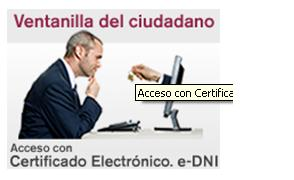 Ventanilla del ciudadano
Acceso con Certifica
Acceso con
Certificado Electrónico. e-DNI